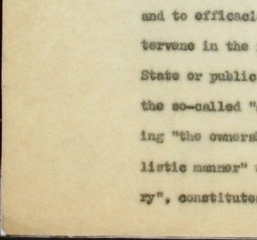 and to efficaci
tervene in the
State or public
the so-called "
ing "the owners
listic manner"
ry", constitute